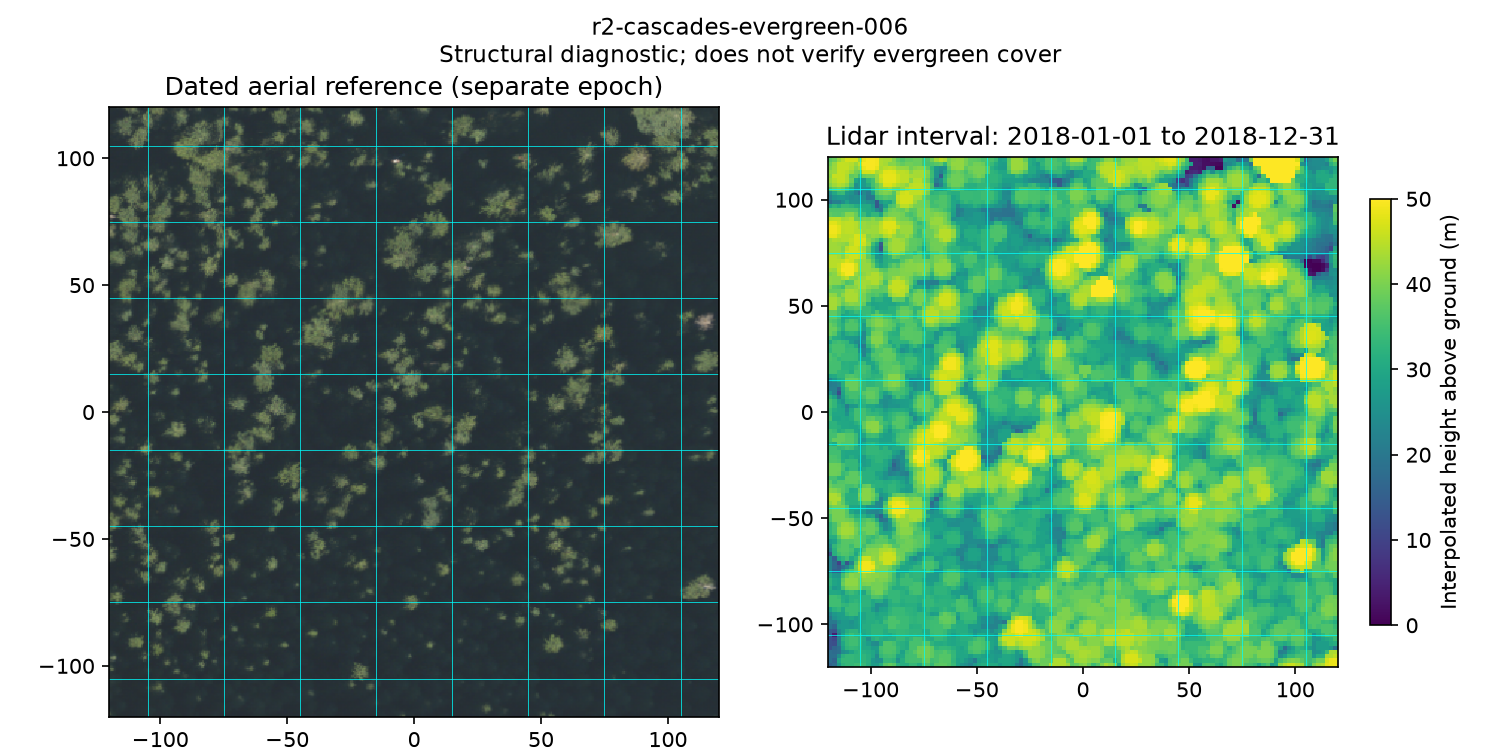 r2-cascades-evergreen-006
Structural diagnostic; does not verify evergreen cover
Dated aerial reference (separate epoch)
100
50
0
−50
−100
−100 −50 0 50 100
Lidar interval: 2018-01-01 to 2018-12-31
100
50
0
−50
−100
−100 −50 0 50 100
50
40
30
20
10
0
Interpolated height above ground (m)